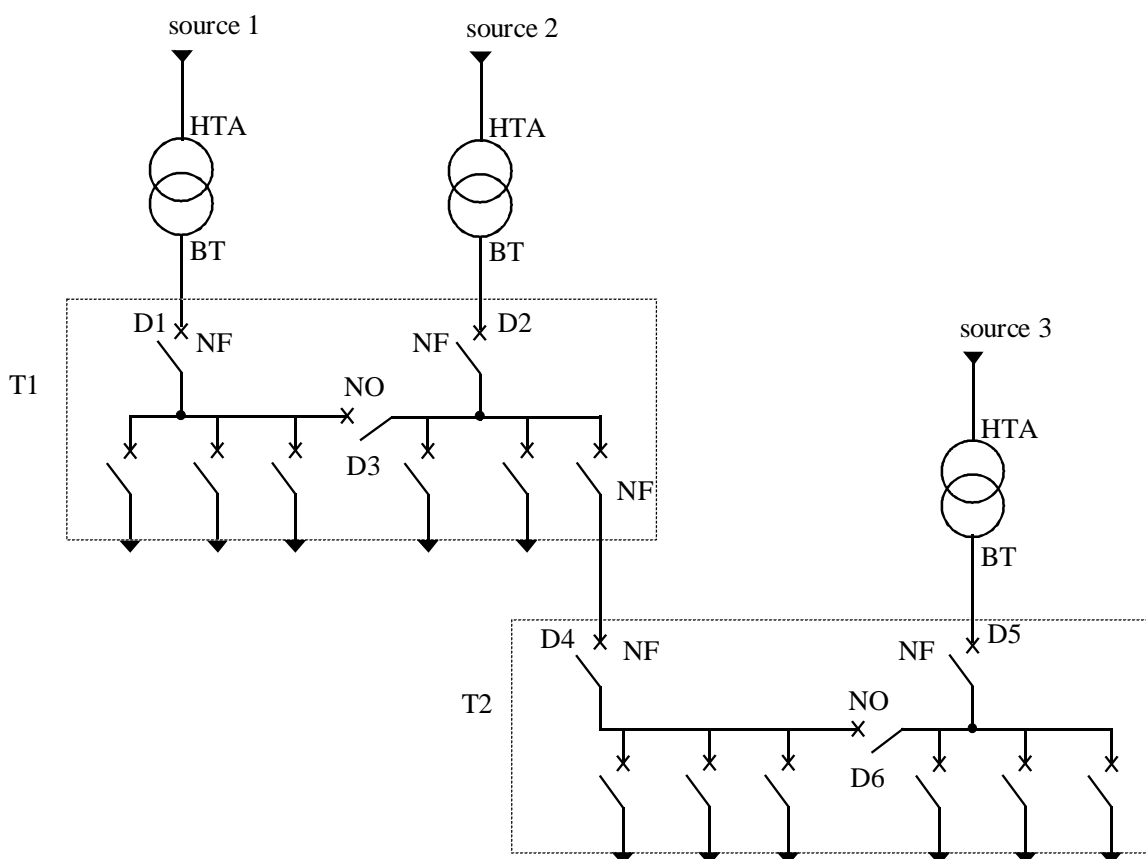 source 1
source 2
HTA
HTA
BT
BT
D1
NF
NF
D2
source 3
T1
NO
D3
NF
HTA
BT
D4
NF
NF
D5
T2
NO
D6